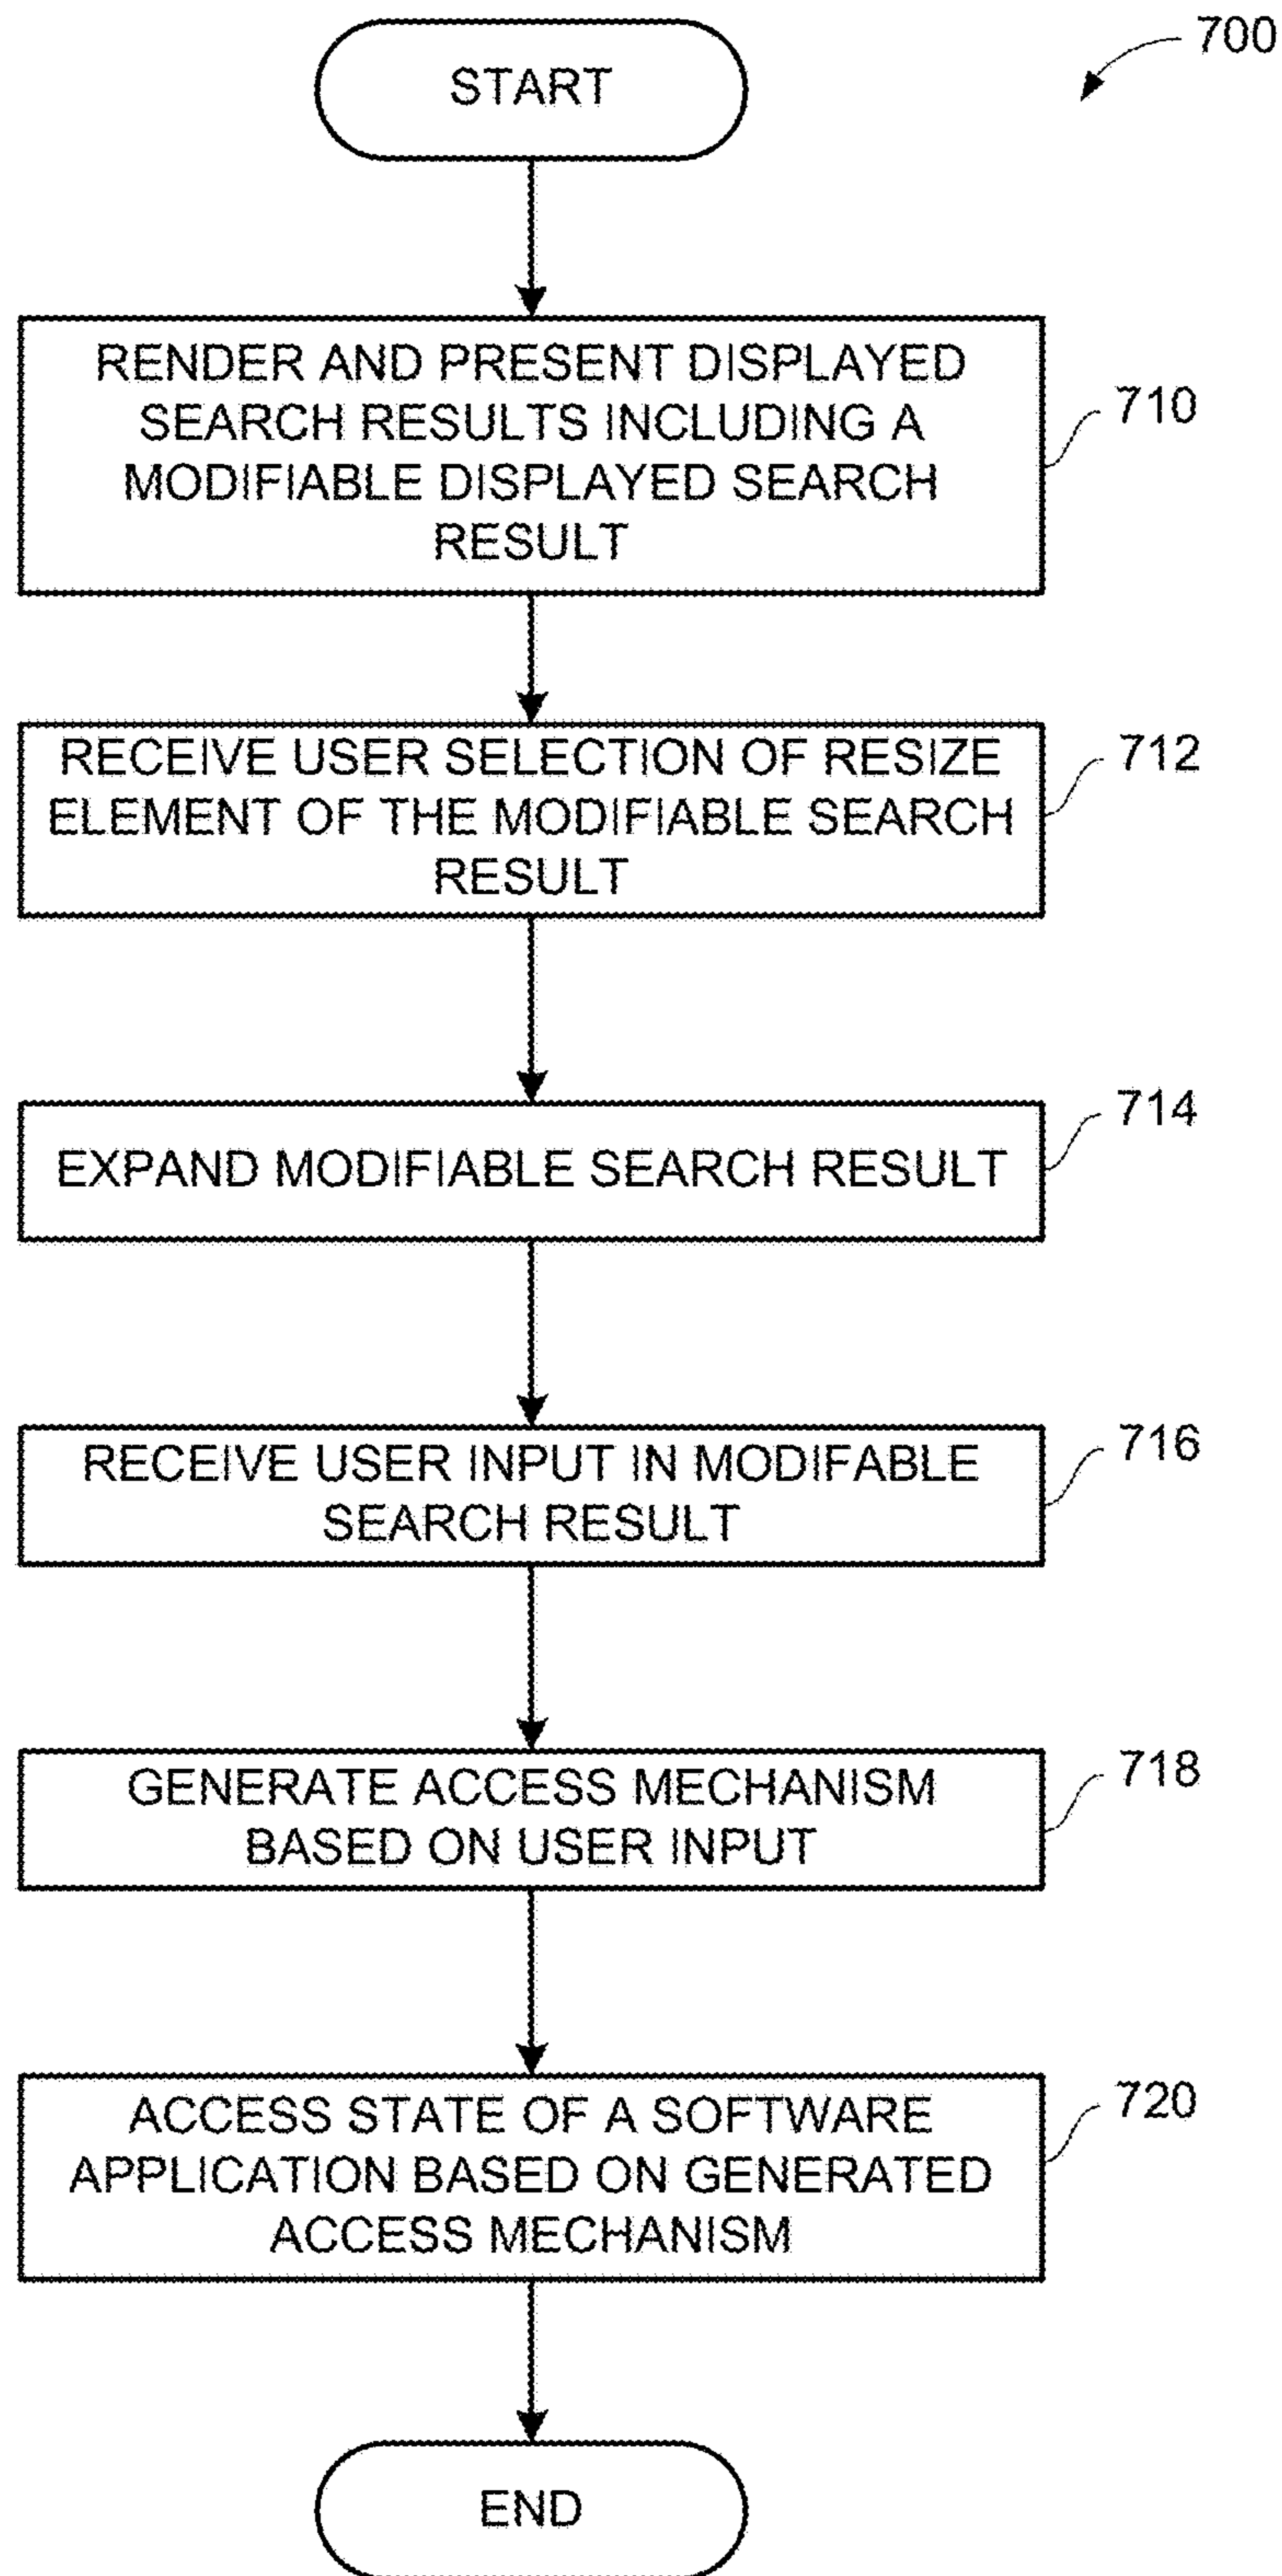 START
700
RENDER AND PRESENT DISPLAYED
SEARCH RESULTS INCLUDING A
MODIFIABLE DISPLAYED SEARCH
RESULT
710
RECEIVE USER SELECTION OF RESIZE
ELEMENT OF THE MODIFIABLE SEARCH
RESULT
712
EXPAND MODIFIABLE SEARCH RESULT
714
RECEIVE USER INPUT IN MODIFABLE
SEARCH RESULT
716
GENERATE ACCESS MECHANISM
BASED ON USER INPUT
718
ACCESS STATE OF A SOFTWARE
APPLICATION BASED ON GENERATED
ACCESS MECHANISM
720
END